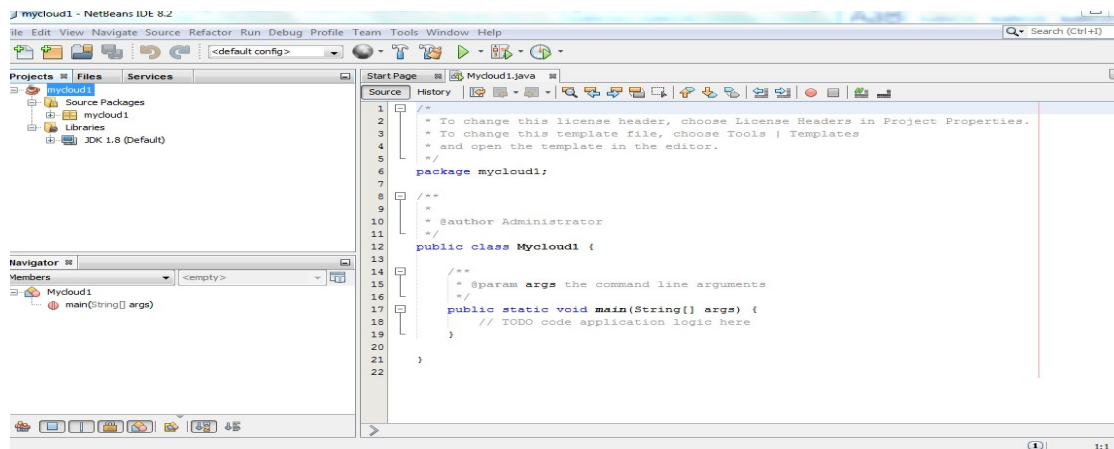 mycloud1 - NetBeans IDE 8.2
ile Edit View Navigate Source Refactor Run Debug Profile Team Tools Window Help
Search (Ctrl+I)
<default config>
Projects Files Services
mycloud1
Source Packages
mycloud1
Libraries
JDK 1.8 (Default)
Navigator
Members <empty>
Mycloud1
main(String[] args)
Start Page Mycloud1.java
Source History
1 /*
2 * To change this license header, choose License Headers in Project Properties.
3 * To change this template file, choose Tools | Templates
4 * and open the template in the editor.
5 */
6 package mycloud1;
7
8 /**
9 *
10 * @author Administrator
11 */
12 public class Mycloud1 {
13
14 /**
15 * @param args the command line arguments
16 */
17 public static void main(String[] args) {
18 // TODO code application logic here
19 }
20
21 }
22
1 1:1